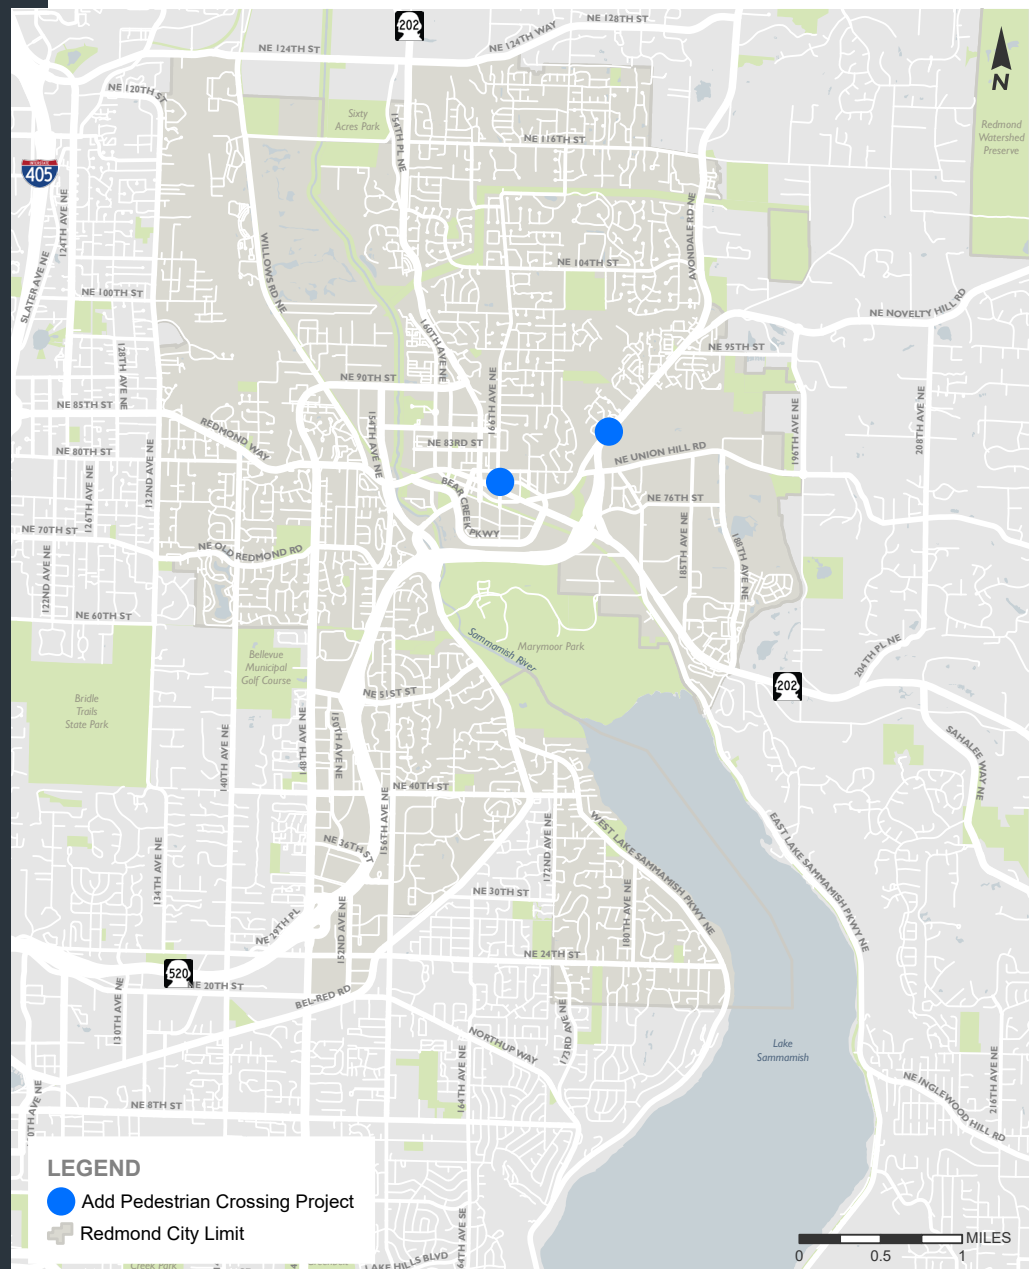 202
NE 128TH ST
NE 124TH ST
NE 124TH WAY
N
NE 120TH ST
Sixty
Acres Park
154TH PL NE
NE 116TH ST
Redmond
Watershed
Preserve
INTERSTATE
405
124TH AVE NE
SLATER AVE NE
WILLOWS RD NE
AVONDALE RD NE
NE 104TH ST
NE 100TH ST
NE NOVELTY HILL RD
160TH AVE NE
128TH AVE NE
NE 95TH ST
NE 90TH ST
166TH AVE NE
NE 85TH ST
REDMOND WAY
154TH AVE NE
196TH AVE NE
208TH AVE NE
NE 83RD ST
NE 80TH ST
132ND AVE NE
126TH AVE NE
NE UNION HILL RD
BEAR CREEK PKWY
NE 76TH ST
NE 70TH ST
NE OLD REDMOND RD
185TH AVE NE
188TH AVE NE
122ND AVE NE
NE 60TH ST
Sammamish River
Marymoor Park
204TH PL NE
Bellevue
Municipal
Golf Course
202
Bridle
Trails
State Park
NE 51ST ST
148TH AVE NE
150TH AVE NE
140TH AVE NE
SAHALEE WAY NE
NE 40TH ST
156TH AVE NE
WEST LAKE SAMMAMISH PKWY NE
EAST LAKE SAMMAMISH PKWY NE
172ND AVE NE
NE 36TH ST
134TH AVE NE
NE 30TH ST
180TH AVE NE
NE 29TH PL
152ND AVE NE
NE 24TH ST
520
NE 20TH ST
BEL-RED RD
130TH AVE NE
NORTHUP WAY
173RD AVE NE
Lake
Sammamish
164TH AVE NE
216TH AVE NE
NE INGLEWOOD HILL RD
NE 8TH ST
LEGEND
Add Pedestrian Crossing Project
Redmond City Limit
LAKE HILLS BLVD
Creek Park
MILES
0 0.5 1